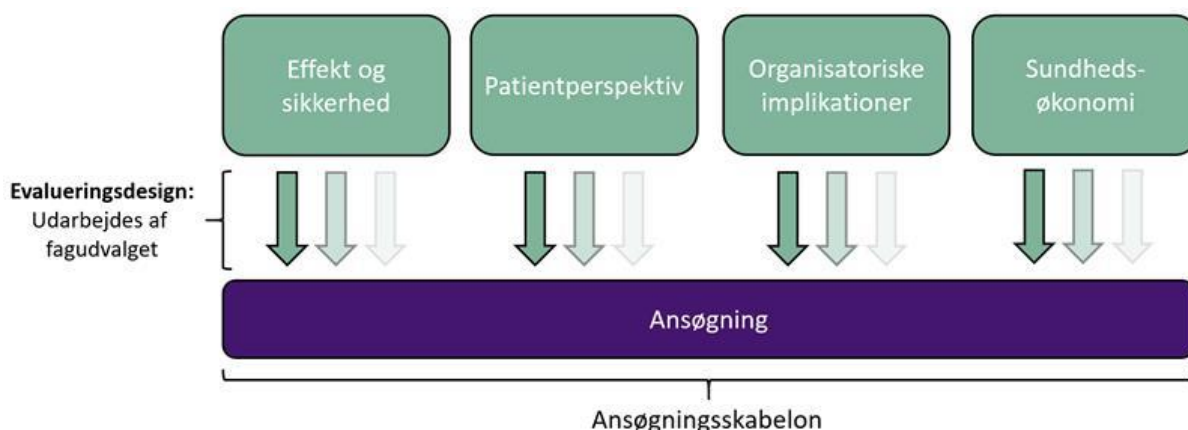 Effekt og
sikkerhed
Patientperspektiv
Organisatoriske
implikationer
Sundheds-
økonomi
Evalueringsdesign:
Udarbejdes af
fagudvalget
Ansøgning
Ansøgningsskabelon